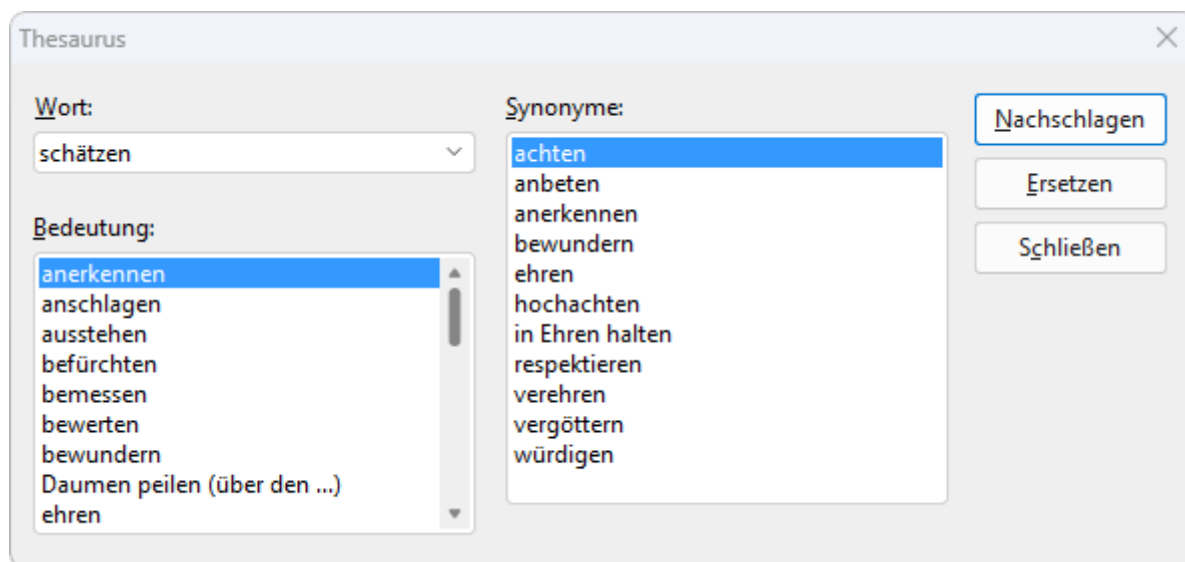 Thesaurus
Wort:
schätzen
Bedeutung:
anerkennen
anschlagen
ausstehen
befürchten
bemessen
bewerten
bewundern
Daumen peilen (über den ...)
ehren
Synonyme:
achten
anbeten
anerkennen
bewundern
ehren
hochachten
in Ehren halten
respektieren
verehren
vergöttern
würdigen
Nachschlagen
Ersetzen
Schließen